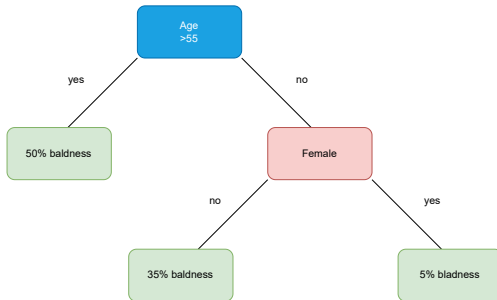 Age
>55
yes
no
50% baldness
Female
no
yes
35% baldness
5% bladness